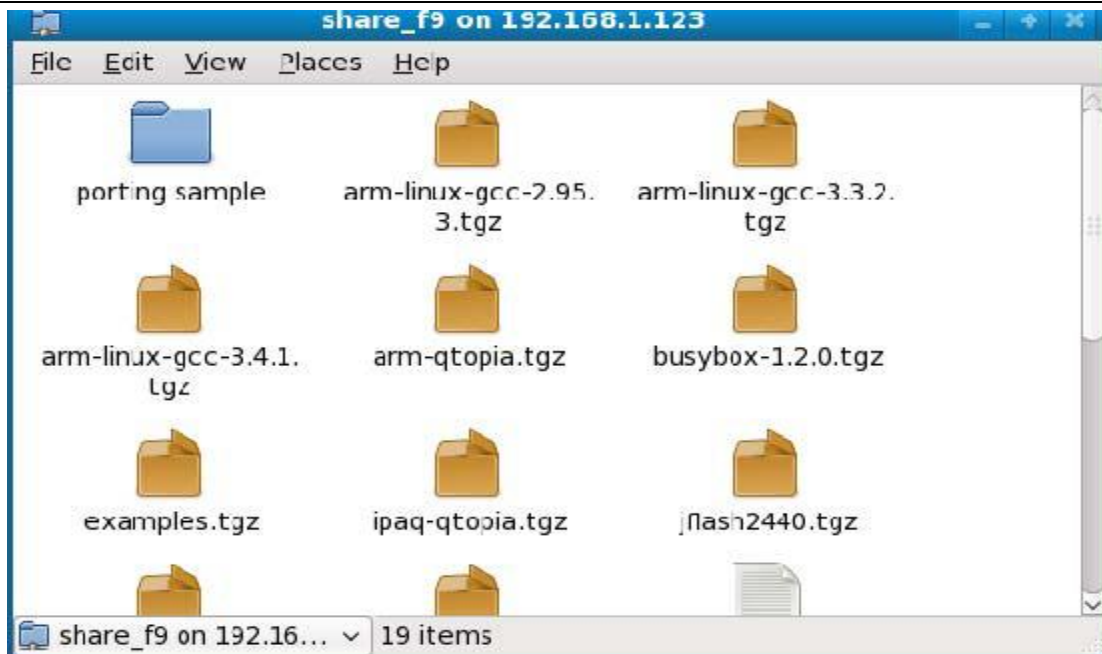 share_f9 on 192.168.1.123
File Edit View Places Help
porting sample
arm-linux-gcc-2.95.
3.tgz
arm-linux-gcc-3.3.2.
tgz
arm-linux-gcc-3.4.1.
tgz
arm-qtopia.tgz
busybox-1.2.0.tgz
examples.tgz
ipaq-qtopia.tgz
jflash2440.tgz
share_f9 on 192.16... 19 items